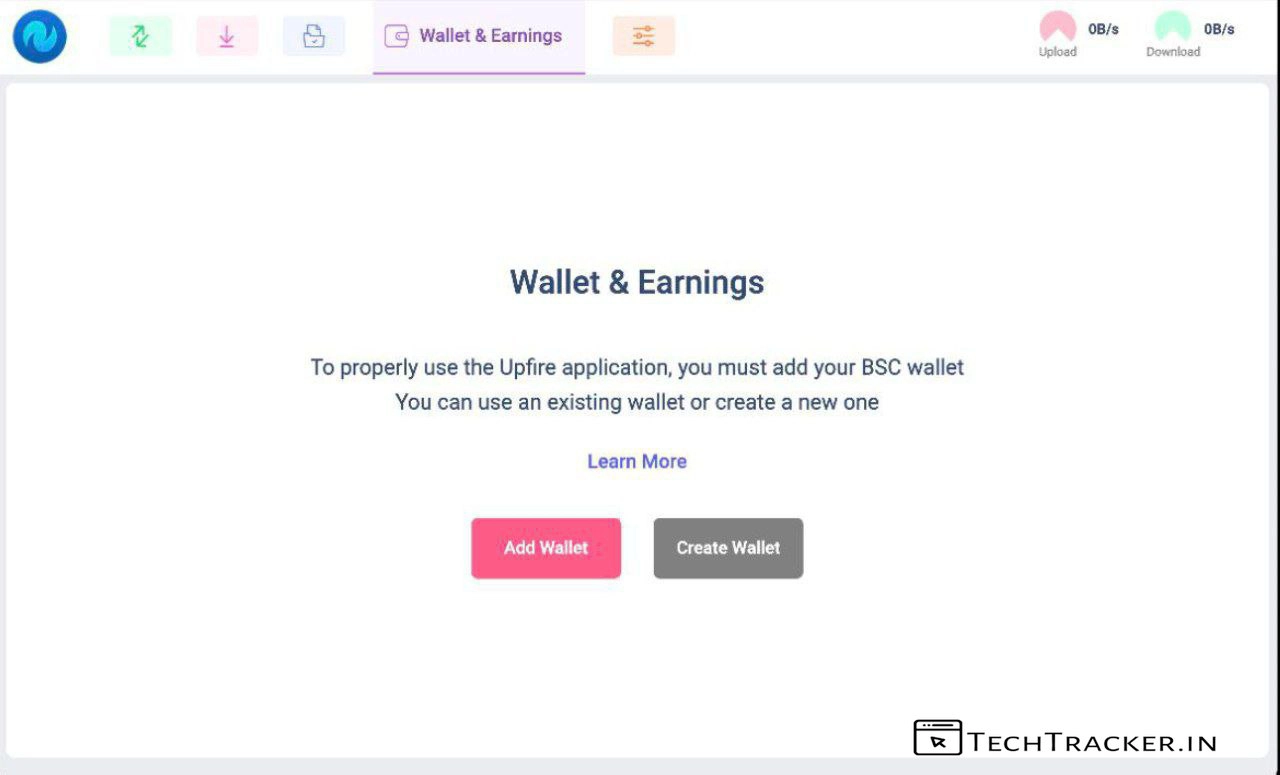 Wallet & Earnings
0B/s
Upload
0B/s
Download
Wallet & Earnings
To properly use the Upfire application, you must add your BSC wallet
You can use an existing wallet or create a new one
Learn More
Add Wallet
Create Wallet
TECHTRACKER.IN